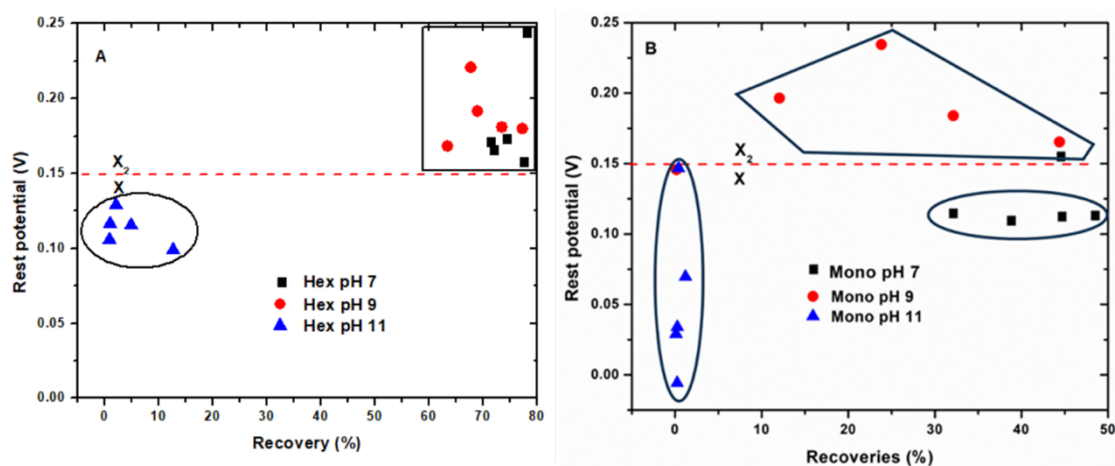 A
0.25
0.20
0.15
0.10
0.05
0.00
Rest potential (V)
X2
X
Hex pH 7
Hex pH 9
Hex pH 11
0 10 20 30 40 50 60 70 80
Recovery (%)
B
0.25
0.20
0.15
0.10
0.05
0.00
Rest potential (V)
X2
X
Mono pH 7
Mono pH 9
Mono pH 11
0 10 20 30 40 50
Recoveries (%)